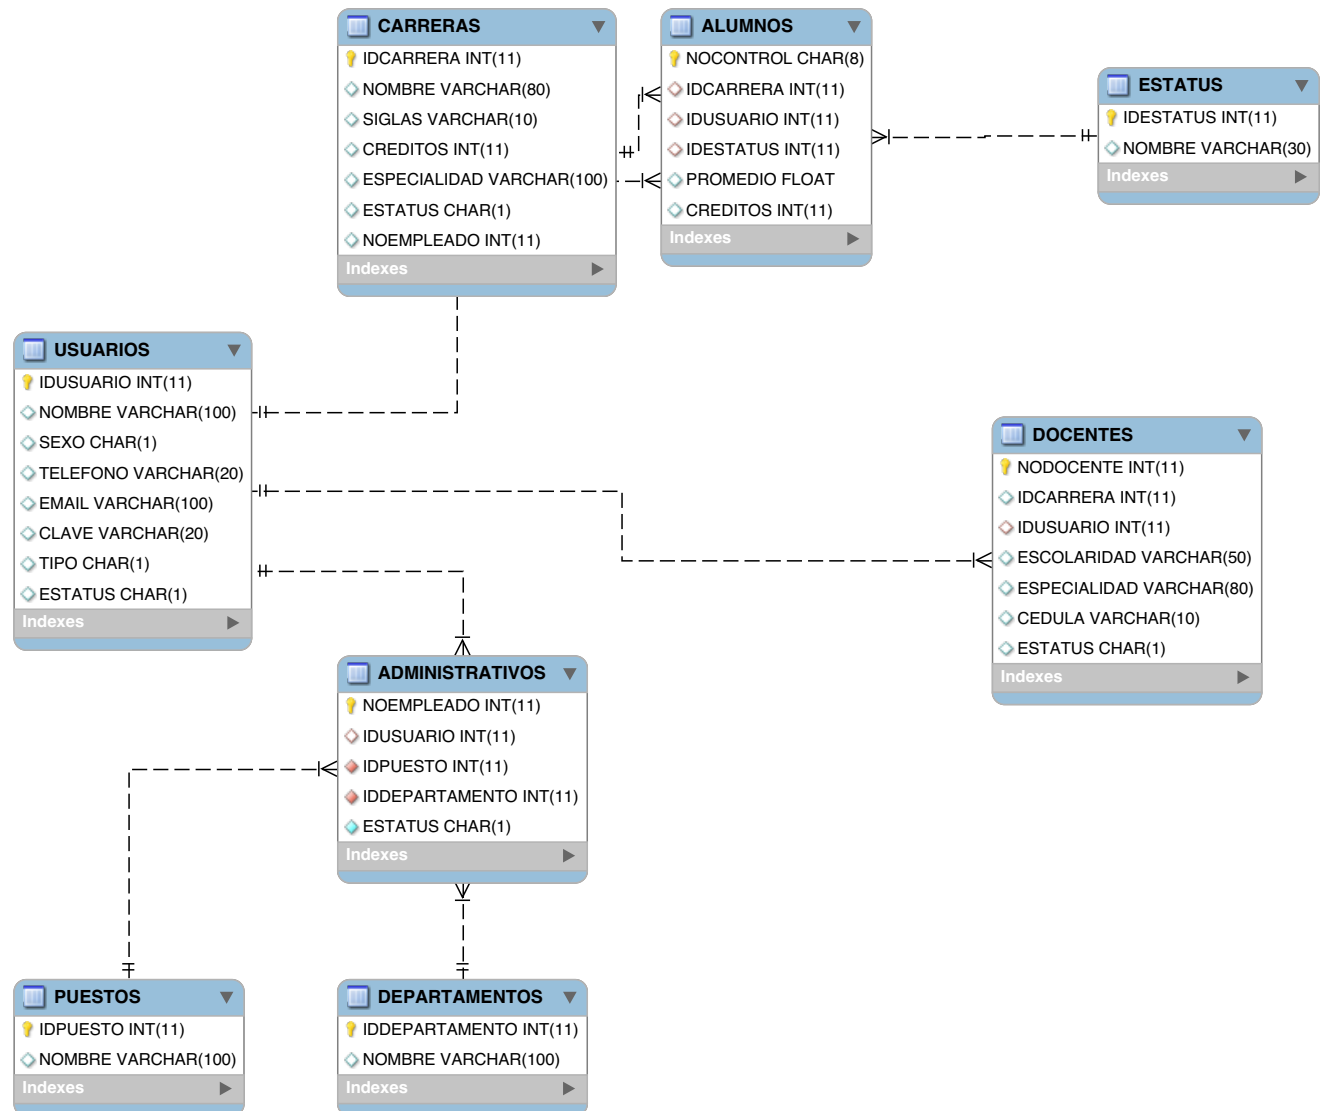 CARRERAS
IDCARRERA INT(11)
NOMBRE VARCHAR(80)
SIGLAS VARCHAR(10)
CREDITOS INT(11)
ESPECIALIDAD VARCHAR(100)
ESTATUS CHAR(1)
NOEMPLEADO INT(11)
Indexes
ALUMNOS
NOCONTROL CHAR(8)
IDCARRERA INT(11)
IDUSUARIO INT(11)
IDESTATUS INT(11)
PROMEDIO FLOAT
CREDITOS INT(11)
Indexes
ESTATUS
IDESTATUS INT(11)
NOMBRE VARCHAR(30)
Indexes
USUARIOS
IDUSUARIO INT(11)
NOMBRE VARCHAR(100)
SEXO CHAR(1)
TELEFONO VARCHAR(20)
EMAIL VARCHAR(100)
CLAVE VARCHAR(20)
TIPO CHAR(1)
ESTATUS CHAR(1)
Indexes
DOCENTES
NODOCENTE INT(11)
IDCARRERA INT(11)
IDUSUARIO INT(11)
ESCOLARIDAD VARCHAR(50)
ESPECIALIDAD VARCHAR(80)
CEDULA VARCHAR(10)
ESTATUS CHAR(1)
Indexes
ADMINISTRATIVOS
NOEMPLEADO INT(11)
IDUSUARIO INT(11)
IDPUESTO INT(11)
IDDEPARTAMENTO INT(11)
ESTATUS CHAR(1)
Indexes
PUESTOS
IDPUESTO INT(11)
NOMBRE VARCHAR(100)
Indexes
DEPARTAMENTOS
IDDEPARTAMENTO INT(11)
NOMBRE VARCHAR(100)
Indexes